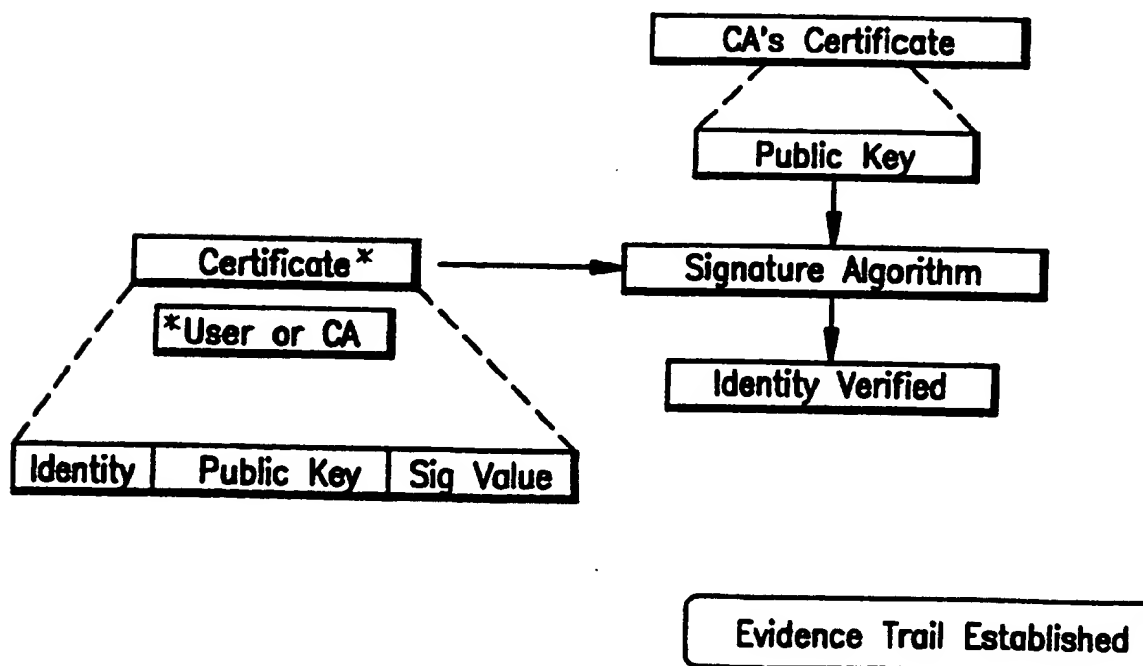 CA's Certificate
Public Key
Certificate*
Signature Algorithm
*User or CA
Identity Verified
Identity Public Key Sig Value
Evidence Trail Established